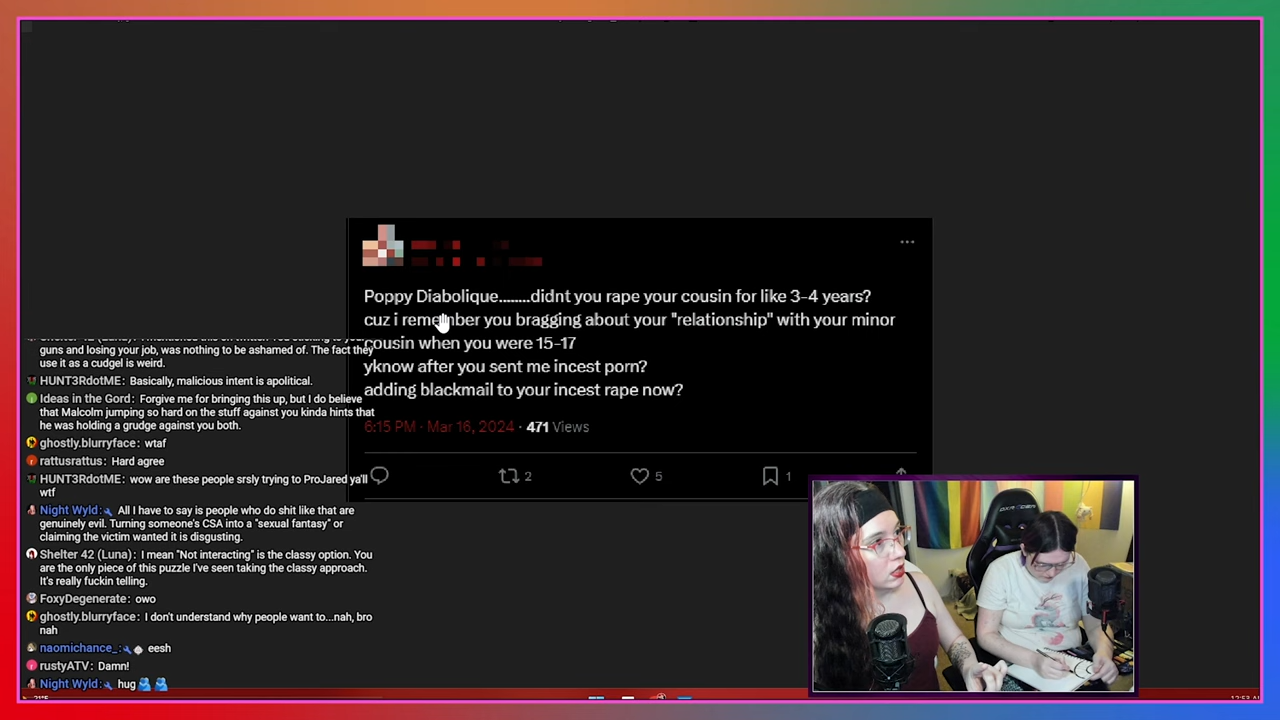 Poppy Diabolique........didnt you rape your cousin for like 3-4 years?
cuz i remember you bragging about your "relationship" with your minor
cousin when you were 15-17
yknow after you sent me incest porn?
adding blackmail to your incest rape now?
6:15 PM · Mar 16, 2024 · 471 Views
2
5
1
guns and losing your job, was nothing to be ashamed of. The fact they
use it as a cudgel is weird.
HUNT3RdotME: Basically, malicious intent is apolitical.
Ideas in the Gord: Forgive me for bringing this up, but I do believe
that Malcolm jumping so hard on the stuff against you kinda hints that
he was holding a grudge against you both.
ghostly.blurryface: wtaf
rattusrattus: Hard agree
HUNT3RdotME: wow are these people srsly trying to ProJared ya'll
wtf
Night Wyld: All I have to say is people who do shit like that are
genuinely evil. Turning someone's CSA into a "sexual fantasy" or
claiming the victim wanted it is disgusting.
Shelter 42 (Luna): I mean "Not interacting" is the classy option. You
are the only piece of this puzzle I've seen taking the classy approach.
It's really fuckin telling.
FoxyDegenerate: owo
ghostly.blurryface: I don't understand why people want to...nah, bro
nah
naomichance_: eesh
rustyATV: Damn!
Night Wyld: hug